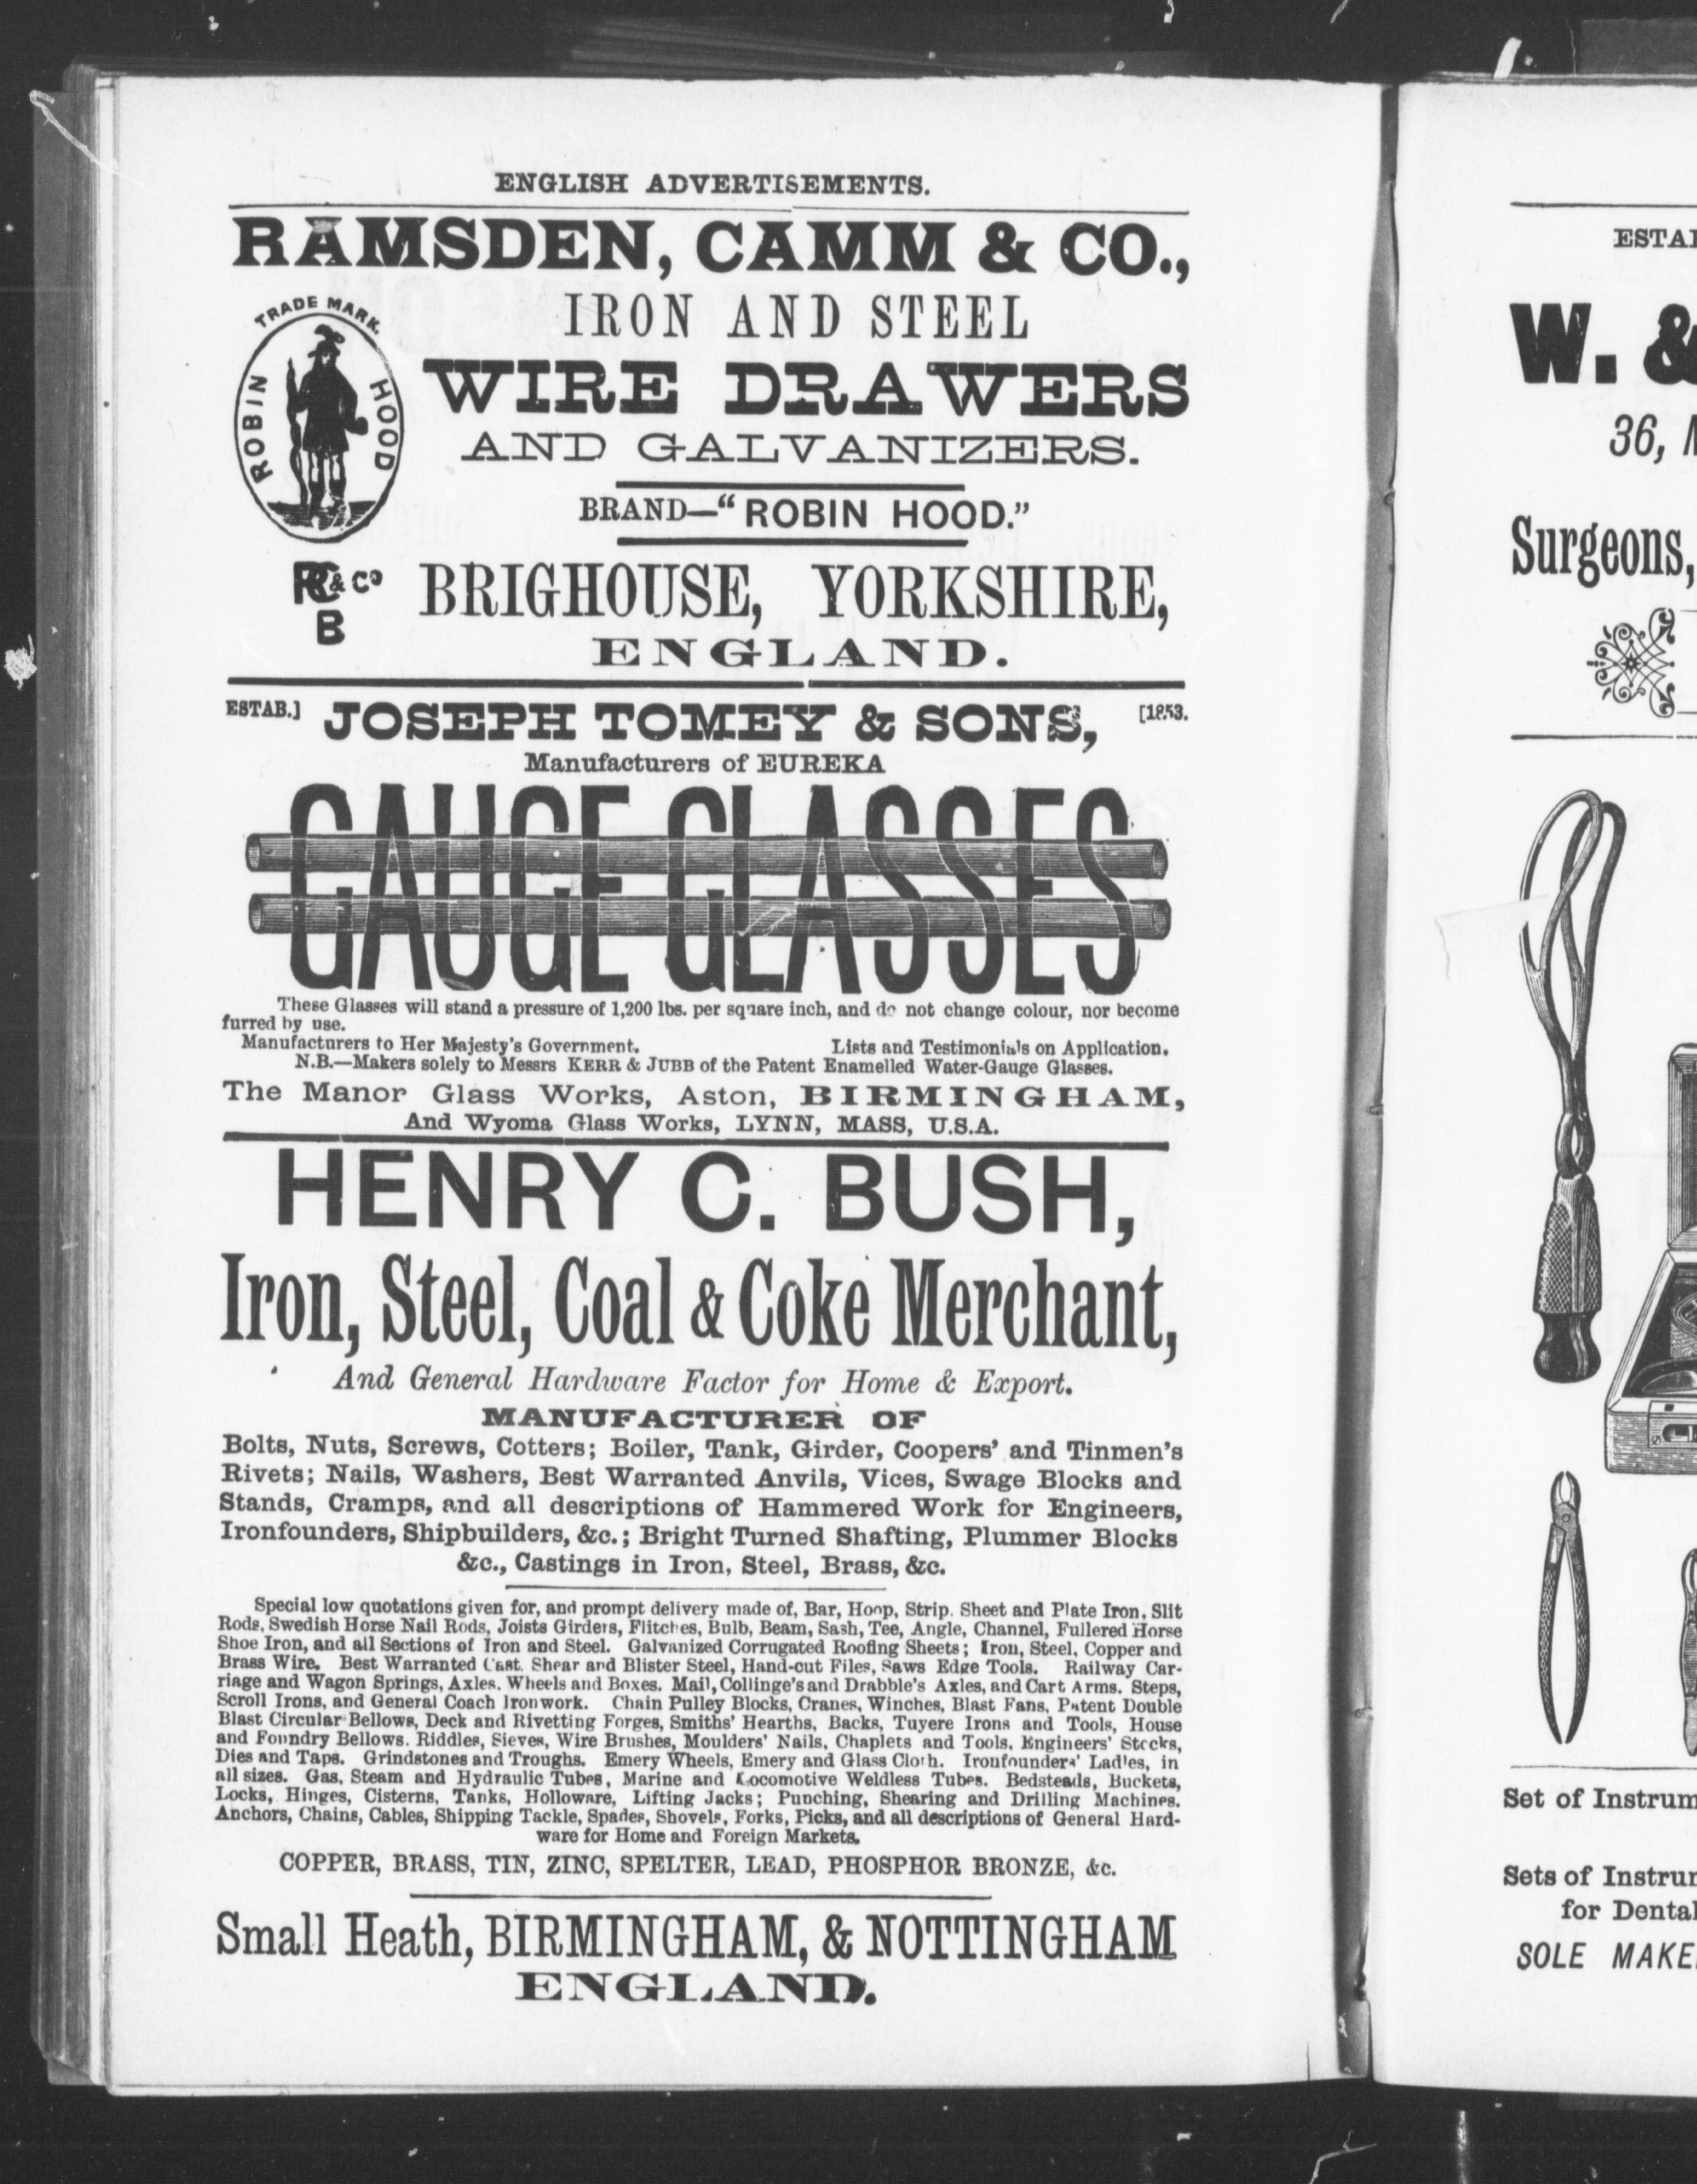 ENGLISH ADVERTISEMENTS.
RAMSDEN, CAMM & CO.,
TRADE MARK.
ROBIN HOOD
IRON AND STEEL
WIRE DRAWERS
AND GALVANIZERS.
BRAND—"ROBIN HOOD."
RC & Co
B
BRIGHOUSE, YORKSHIRE,
ENGLAND.
ESTAB.] JOSEPH TOMEY & SONS, [1853.
Manufacturers of EUREKA
GAUGE GLASSES
These Glasses will stand a pressure of 1,200 lbs. per square inch, and do not change colour, nor become
furred by use.
Manufacturers to Her Majesty's Government. Lists and Testimonials on Application.
N.B.—Makers solely to Messrs KERR & JUBB of the Patent Enamelled Water-Gauge Glasses.
The Manor Glass Works, Aston, BIRMINGHAM,
And Wyoma Glass Works, LYNN, MASS, U.S.A.
HENRY C. BUSH,
Iron, Steel, Coal & Coke Merchant,
And General Hardware Factor for Home & Export.
MANUFACTURER OF
Bolts, Nuts, Screws, Cotters; Boiler, Tank, Girder, Coopers' and Tinmen's
Rivets; Nails, Washers, Best Warranted Anvils, Vices, Swage Blocks and
Stands, Cramps, and all descriptions of Hammered Work for Engineers,
Ironfounders, Shipbuilders, &c.; Bright Turned Shafting, Plummer Blocks
&c., Castings in Iron, Steel, Brass, &c.
Special low quotations given for, and prompt delivery made of, Bar, Hoop, Strip. Sheet and Plate Iron, Slit
Rods, Swedish Horse Nail Rods, Joists Girders, Flitches, Bulb, Beam, Sash, Tee, Angle, Channel, Fullered Horse
Shoe Iron, and all Sections of Iron and Steel. Galvanized Corrugated Roofing Sheets; Iron, Steel, Copper and
Brass Wire. Best Warranted Cast. Shear and Blister Steel, Hand-cut Files, Saws Edge Tools. Railway Car-
riage and Wagon Springs, Axles. Wheels and Boxes. Mail, Collinge's and Drabble's Axles, and Cart Arms. Steps,
Scroll Irons, and General Coach Ironwork. Chain Pulley Blocks, Cranes, Winches, Blast Fans, Patent Double
Blast Circular Bellows, Deck and Rivetting Forges, Smiths' Hearths, Backs, Tuyere Irons and Tools, House
and Foundry Bellows. Riddles, Sieves, Wire Brushes, Moulders' Nails, Chaplets and Tools, Engineers' Stocks,
Dies and Taps. Grindstones and Troughs. Emery Wheels, Emery and Glass Cloth. Ironfounders' Ladles, in
all sizes. Gas, Steam and Hydraulic Tubes, Marine and Locomotive Weldless Tubes. Bedsteads, Buckets,
Locks, Hinges, Cisterns, Tanks, Holloware, Lifting Jacks; Punching, Shearing and Drilling Machines.
Anchors, Chains, Cables, Shipping Tackle, Spades, Shovels, Forks, Picks, and all descriptions of General Hard-
ware for Home and Foreign Markets.
COPPER, BRASS, TIN, ZINC, SPELTER, LEAD, PHOSPHOR BRONZE, &c.
Small Heath, BIRMINGHAM, & NOTTINGHAM
ENGLAND.
W. &
36,
Surgeons,
Set of
Sets of
for
SOLE